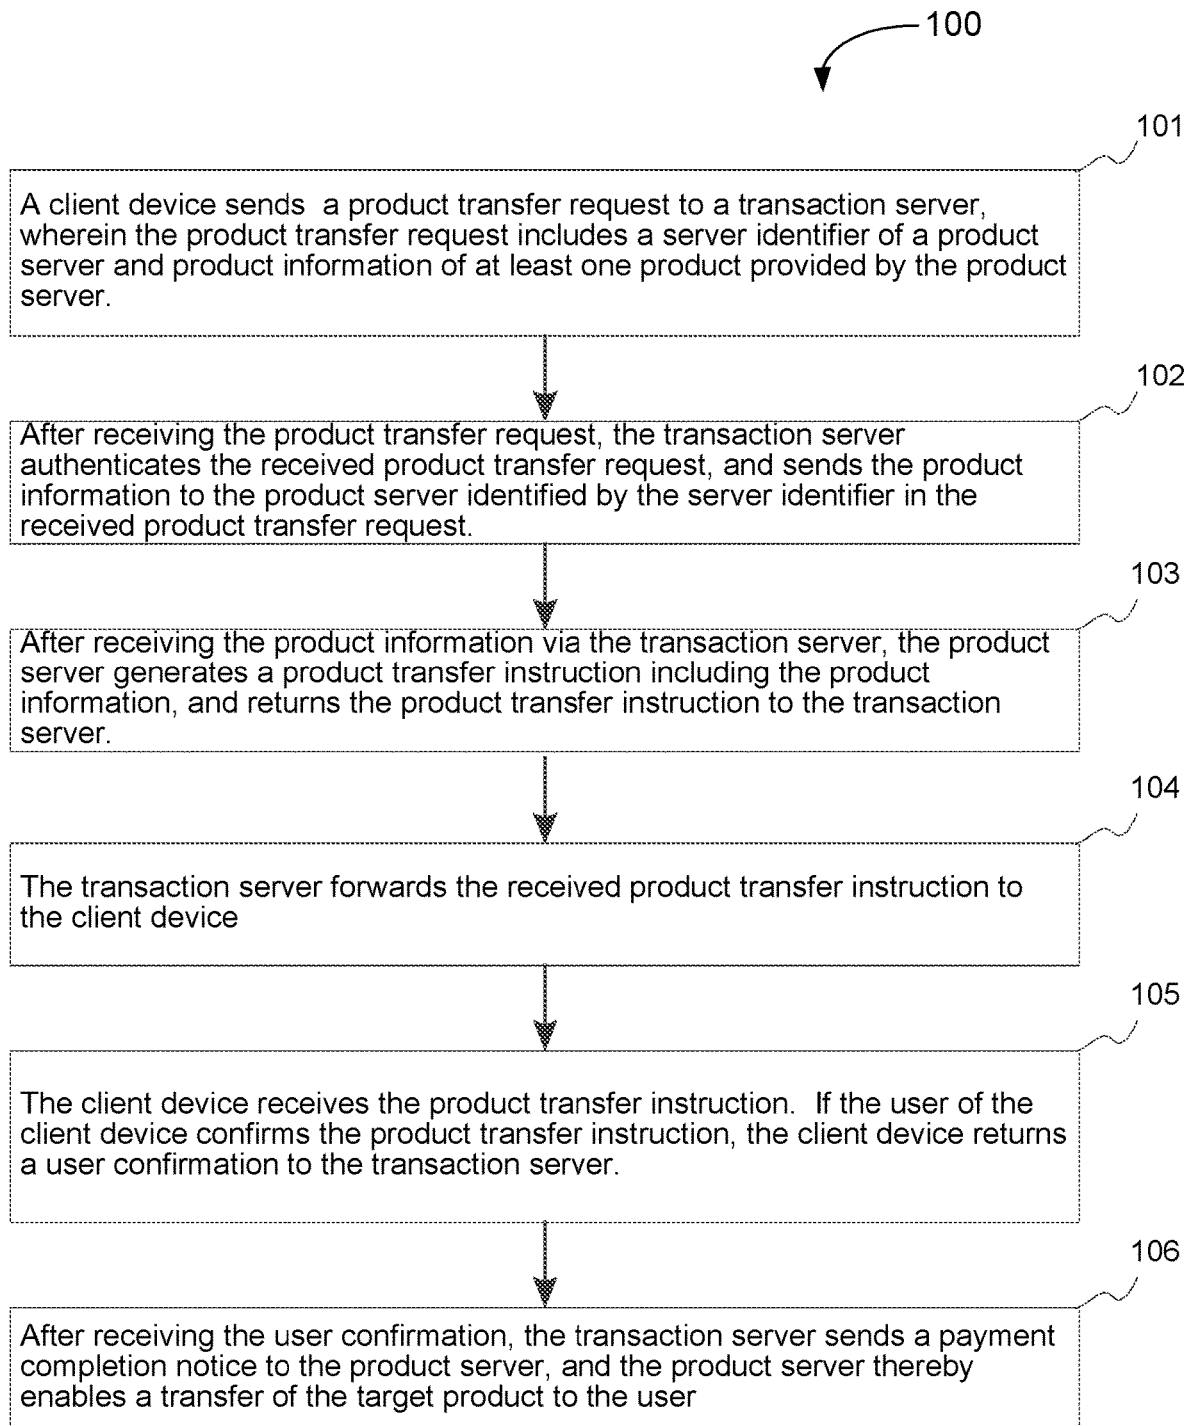 100
101
A client device sends  a product transfer request to a transaction server,
wherein the product transfer request includes a server identifier of a product
server and product information of at least one product provided by the product
server.
102
After receiving the product transfer request, the transaction server
authenticates the received product transfer request, and sends the product
information to the product server identified by the server identifier in the
received product transfer request.
103
After receiving the product information via the transaction server, the product
server generates a product transfer instruction including the product
information, and returns the product transfer instruction to the transaction
server.
104
The transaction server forwards the received product transfer instruction to
the client device
105
The client device receives the product transfer instruction.  If the user of the
client device confirms the product transfer instruction, the client device returns
a user confirmation to the transaction server.
106
After receiving the user confirmation, the transaction server sends a payment
completion notice to the product server, and the product server thereby
enables a transfer of the target product to the user